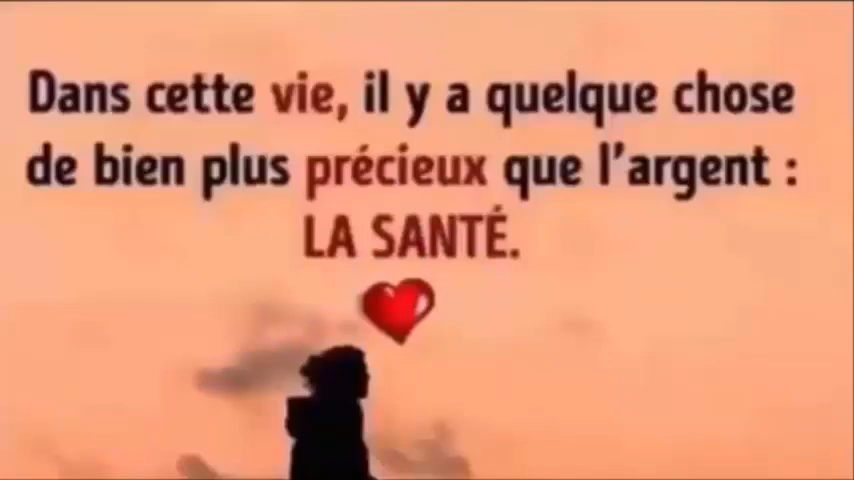 Dans cette vie, il y a quelque chose
de bien plus précieux que l'argent :
LA SANTÉ.